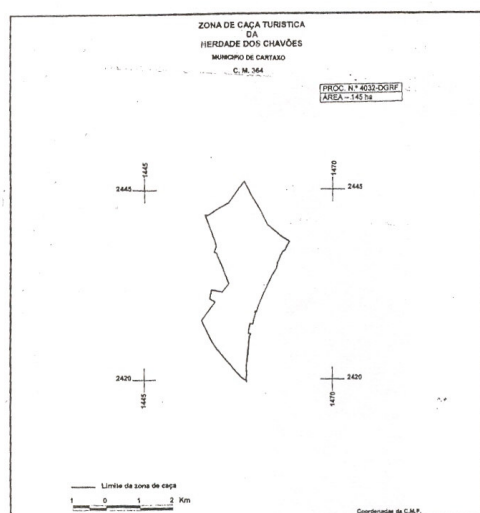 ZONA DE CAÇA TURISTICA
DA
HERDADE DOS CHAVÕES
MUNICIPIO DE CARTAXO
C. M. 364
PROC. N.º 4032-DGRF
ÁREA – 145 ha
1445
1470
2445
2445
2420
2420
1445
1470
Limite da zona de caça
1 0 1 2 Km
Coordenadas da C.M.P.